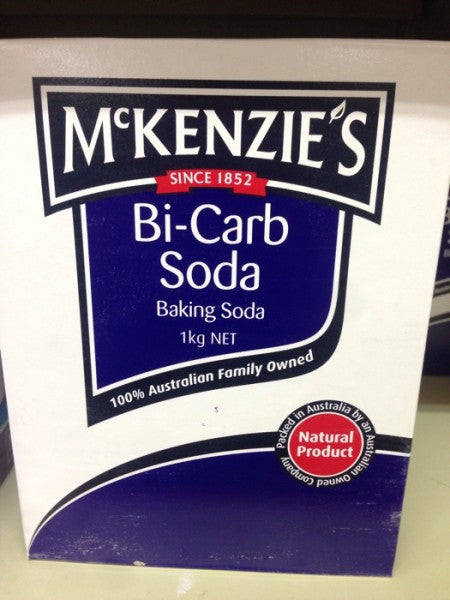 McKENZIE'S
SINCE 1852
Bi-Carb
Soda
Baking Soda
1kg NET
100% Australian Family Owned
Packed in Australia by an Australian Owned Company
Natural
Product